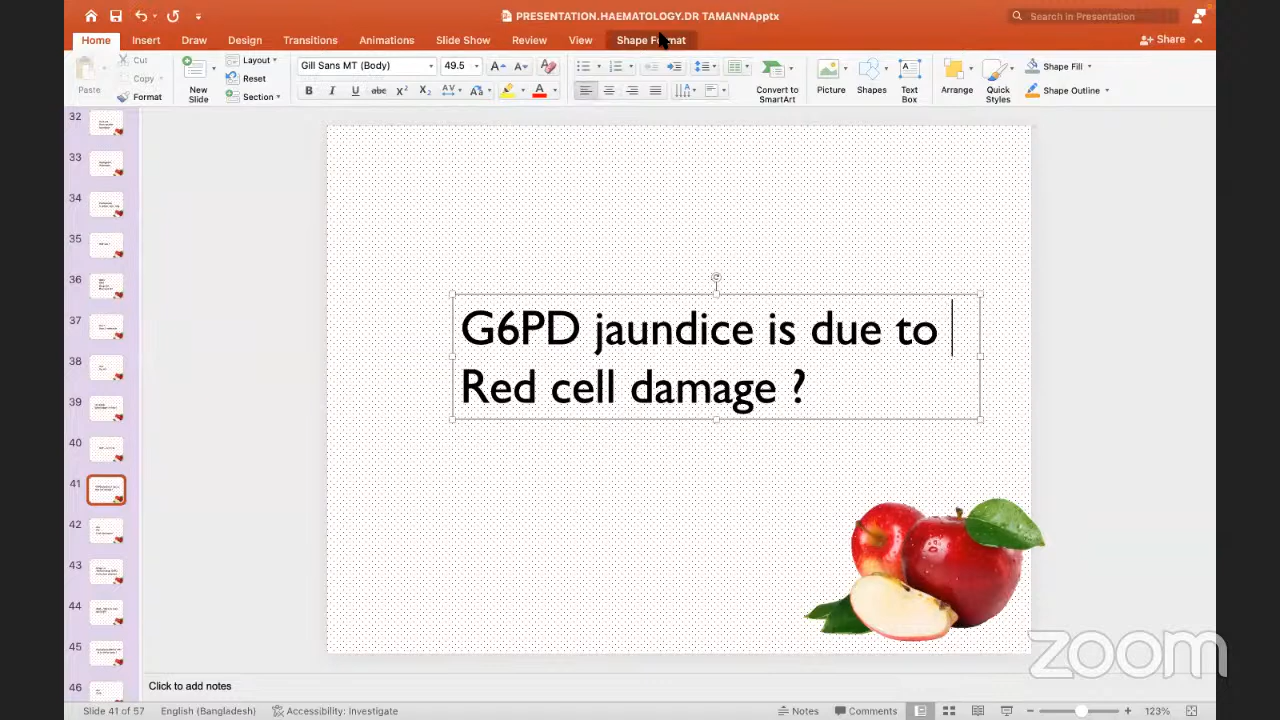 PRESENTATION.HAEMATOLOGY.DR TAMANNApptx
Search in Presentation
Home Insert Draw Design Transitions Animations Slide Show Review View Shape Format Share
Paste Cut Copy Format
New Slide Layout Reset Section
Gill Sans MT (Body) 49.5
Convert to SmartArt Picture Shapes Text Box Arrange Quick Styles Shape Fill Shape Outline
32
33
34
35
36
37
38
39
40
41
42
43
44
45
46
G6PD jaundice is due to
Red cell damage ?
zoom
Click to add notes
Slide 41 of 57 English (Bangladesh) Accessibility: Investigate Notes Comments 123%